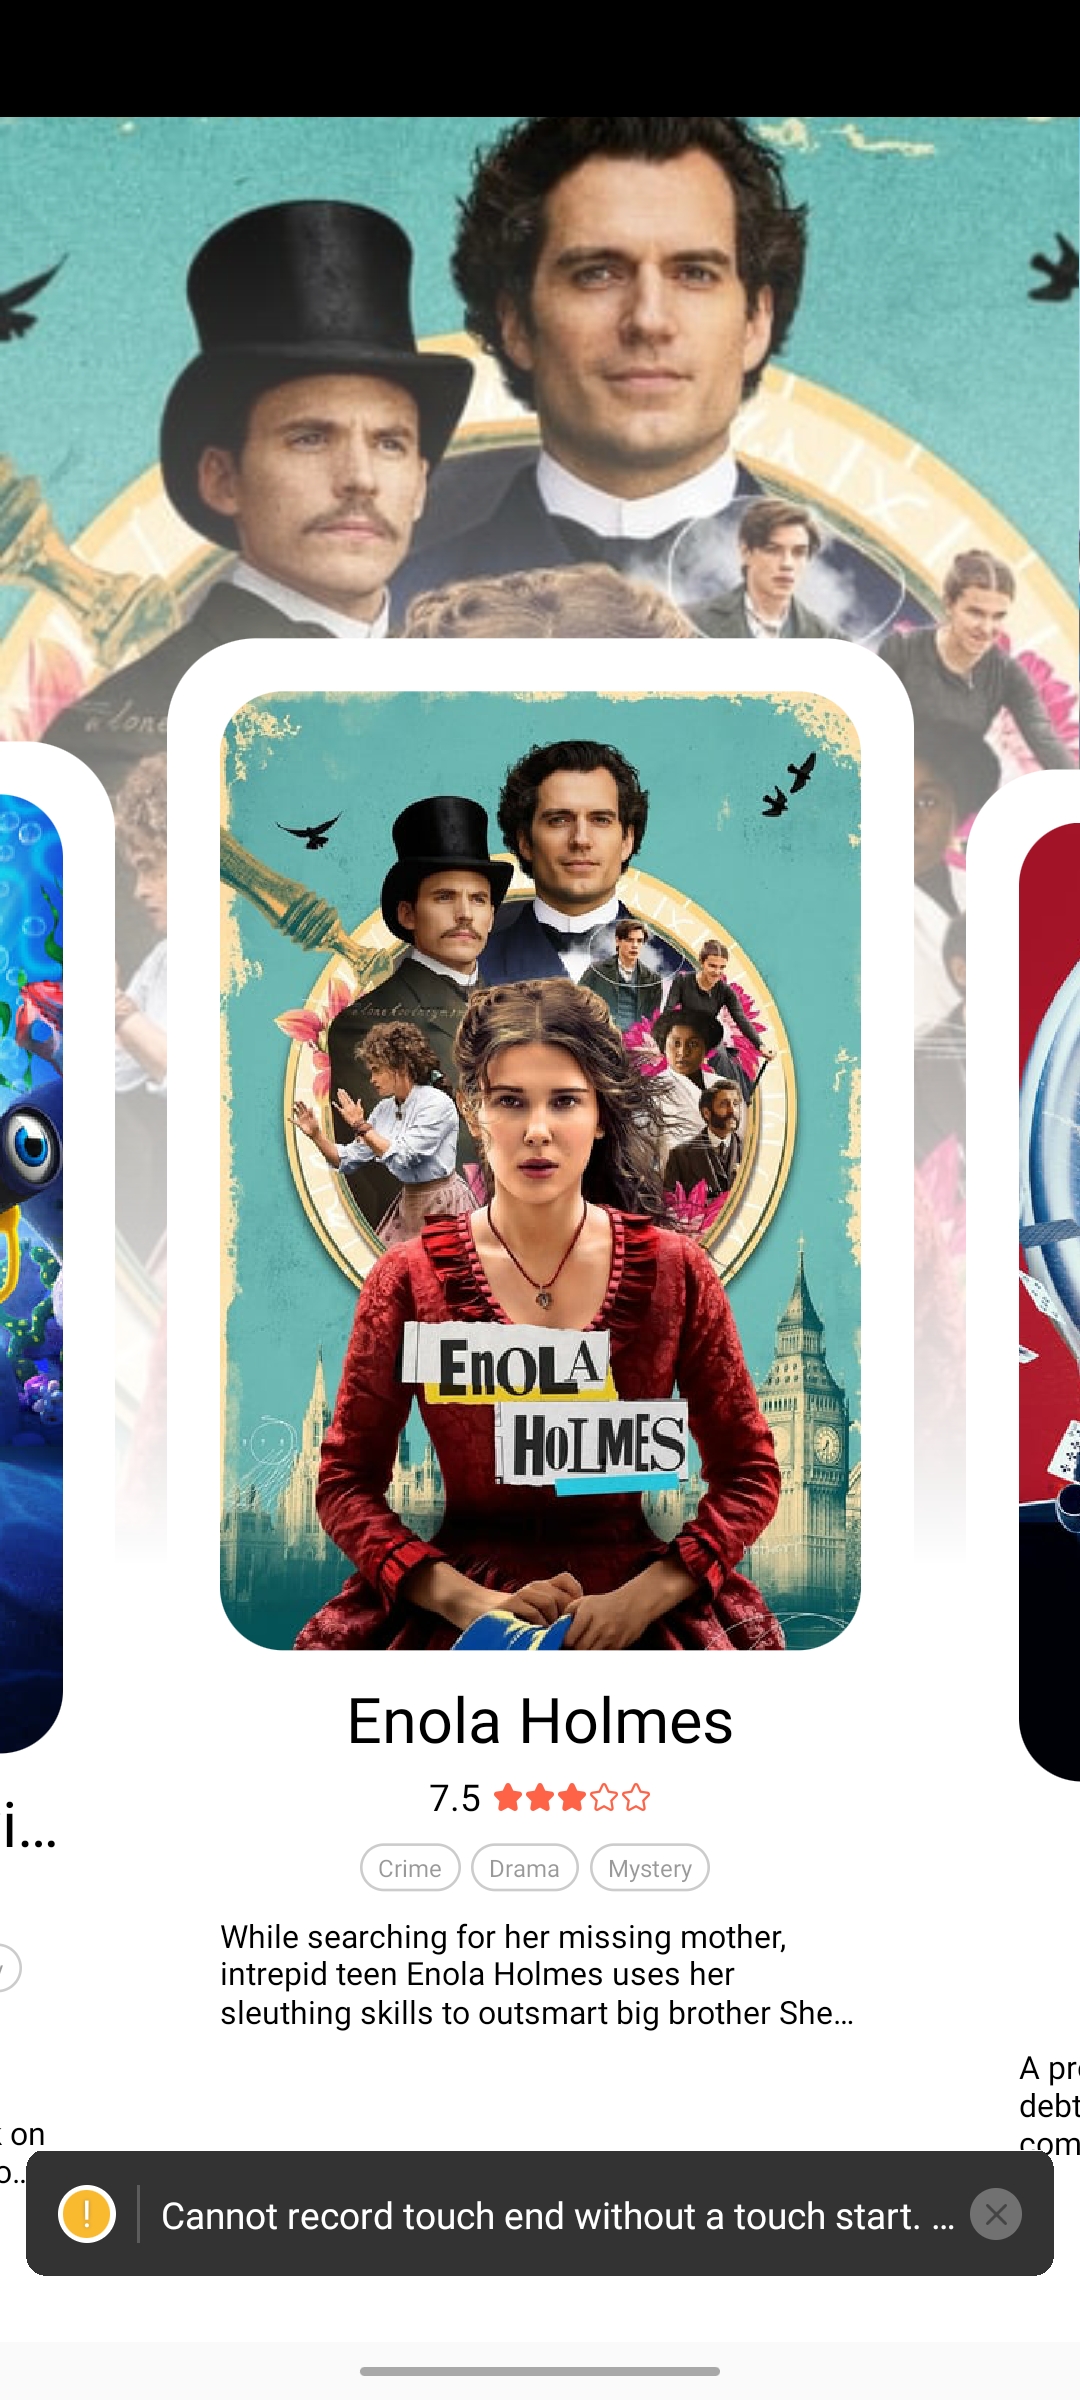 EnOLA
HOLMES
Enola Holmes
7.5
Crime
Drama
Mystery
While searching for her missing mother,
intrepid teen Enola Holmes uses her
sleuthing skills to outsmart big brother She…
i…
on
o…
A pr
debt
com
Cannot record touch end without a touch start. …